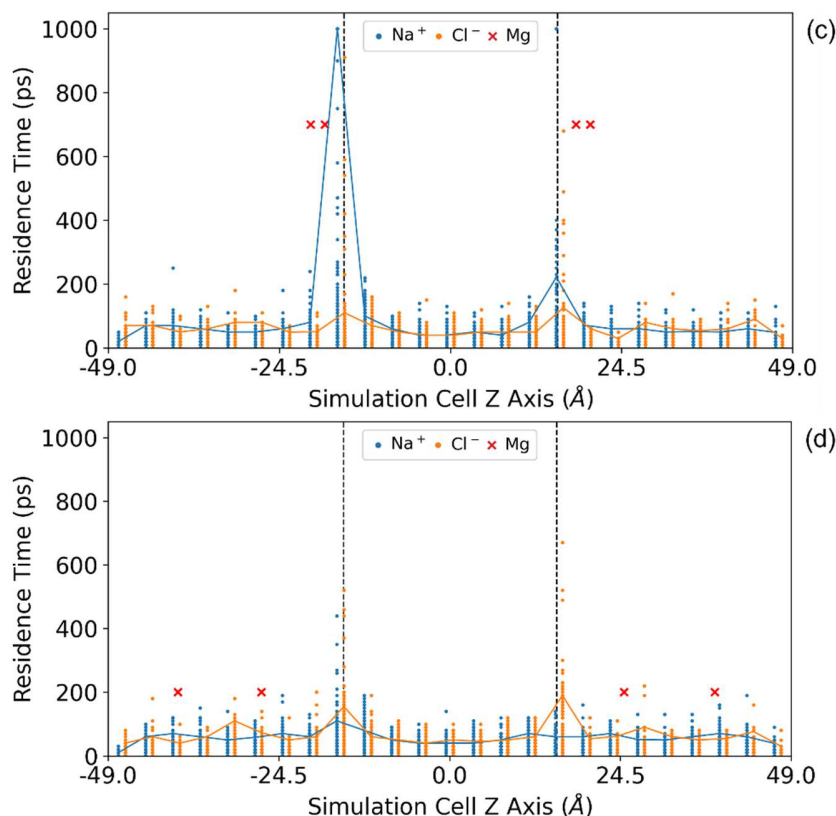 (c)
Na+ Cl− Mg
1000
800
600
400
200
0
Residence Time (ps)
-49.0 -24.5 0.0 24.5 49.0
Simulation Cell Z Axis (Å)
(d)
Na+ Cl− Mg
1000
800
600
400
200
0
Residence Time (ps)
-49.0 -24.5 0.0 24.5 49.0
Simulation Cell Z Axis (Å)